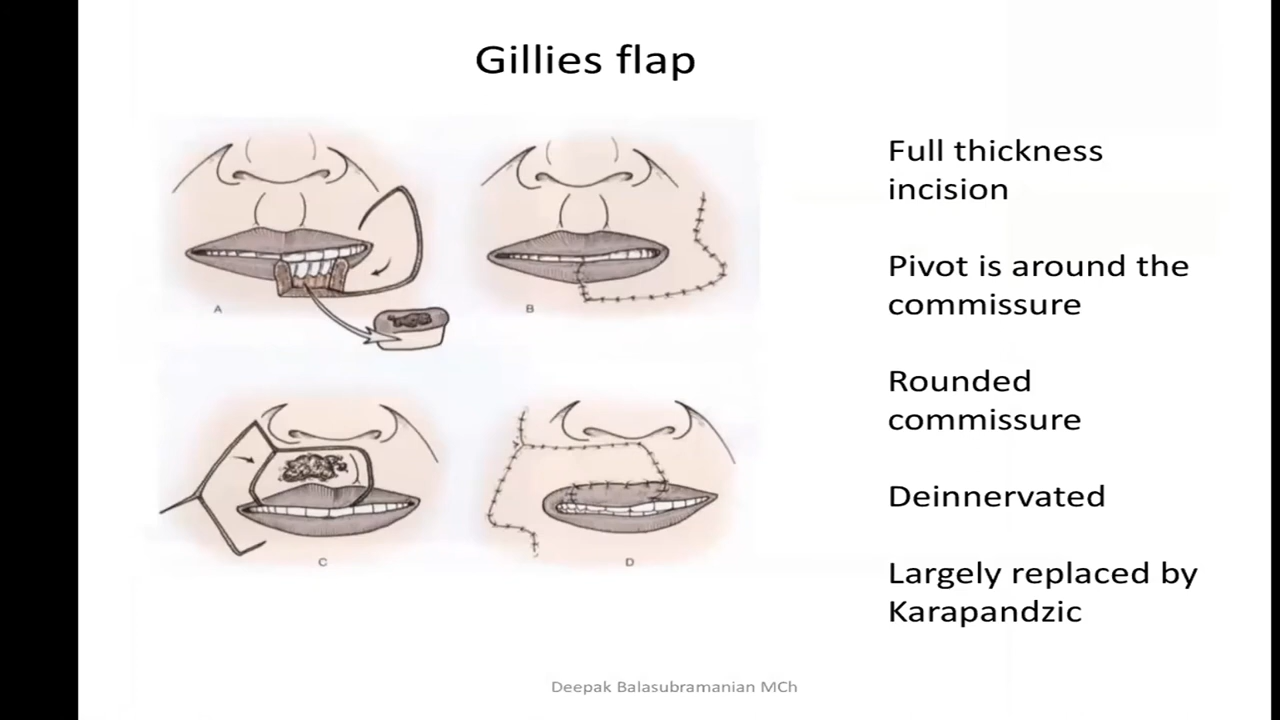 Gillies flap
Full thickness
incision
Pivot is around the
commissure
Rounded
commissure
Deinnervated
Largely replaced by
Karapandzic
A
B
C
D
Deepak Balasubramanian MCh